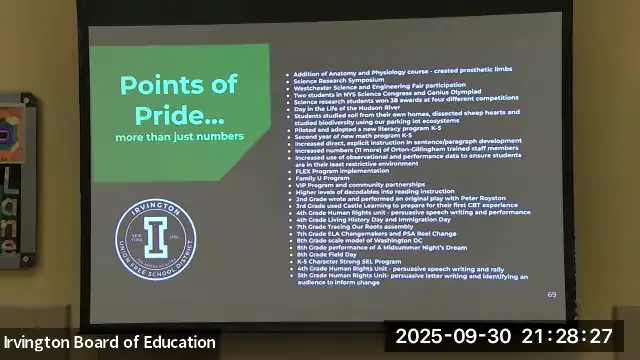 Points of
Pride...
more than just numbers
Addition of Anatomy and Physiology course - created prosthetic limbs
Science Research Symposium
Westchester Science and Engineering Fair participation
Two students in NYS Science Congress and Genius Olympiad
Science research students won 38 awards at four different competitions
Day in the Life of the Hudson River
Students studied soil from their own homes, dissected sheep hearts and
studied biodiversity using our parking lot ecosystems
Piloted and adopted a new literacy program K-5
Second year of new math program K-5
Increased direct, explicit instruction in sentence/paragraph development
Increased numbers (11 more) of Orton-Gillingham trained staff members
Increased use of observational and performance data to ensure students
are in their least restrictive environment
FLEX Program implementation
Family U Program
VIP Program and community partnerships
Higher levels of decodables into reading instruction
2nd Grade wrote and performed an original play with Peter Royston
3rd Grade used Castle Learning to prepare for their first CBT experience
4th Grade Human Rights unit - persuasive speech writing and performance
4th Grade Living History Day and Immigration Day
7th Grade Tracing Our Roots assembly
7th Grade ELA Changemakers and PSA Reel Change
8th Grade scale model of Washington DC
8th Grade performance of A Midsummer Night's Dream
8th Grade Field Day
K-5 Character Strong SEL Program
4th Grade Human Rights Unit- persuasive speech writing and rally
5th Grade Human Rights Unit- persuasive letter writing and identifying an
audience to inform change
IRVINGTON
NEW YORK
I
UNION FREE SCHOOL DISTRICT
69
Lane
Irvington Board of Education
2025-09-30 21:28:27